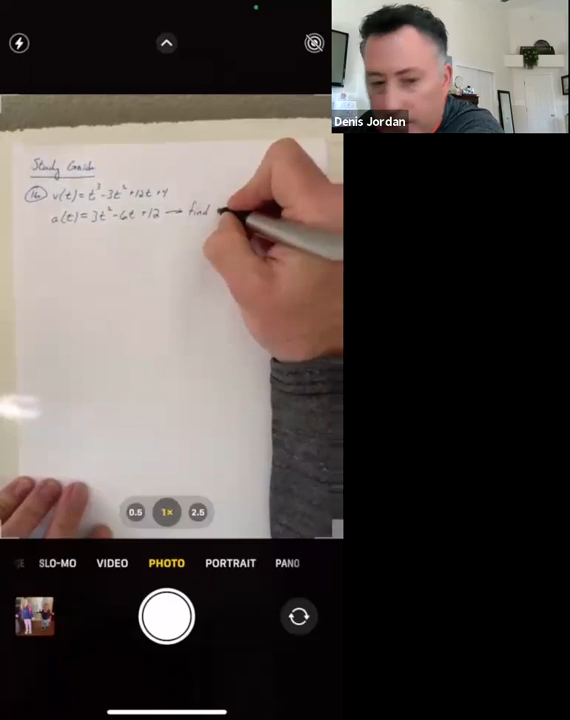 Denis Jordan
Study Guide
16 v(t) = t³ - 3t² + 12t + 4
a(t) = 3t² - 6t + 12 → find
0.5 1× 2.5
SLO-MO VIDEO PHOTO PORTRAIT PANO